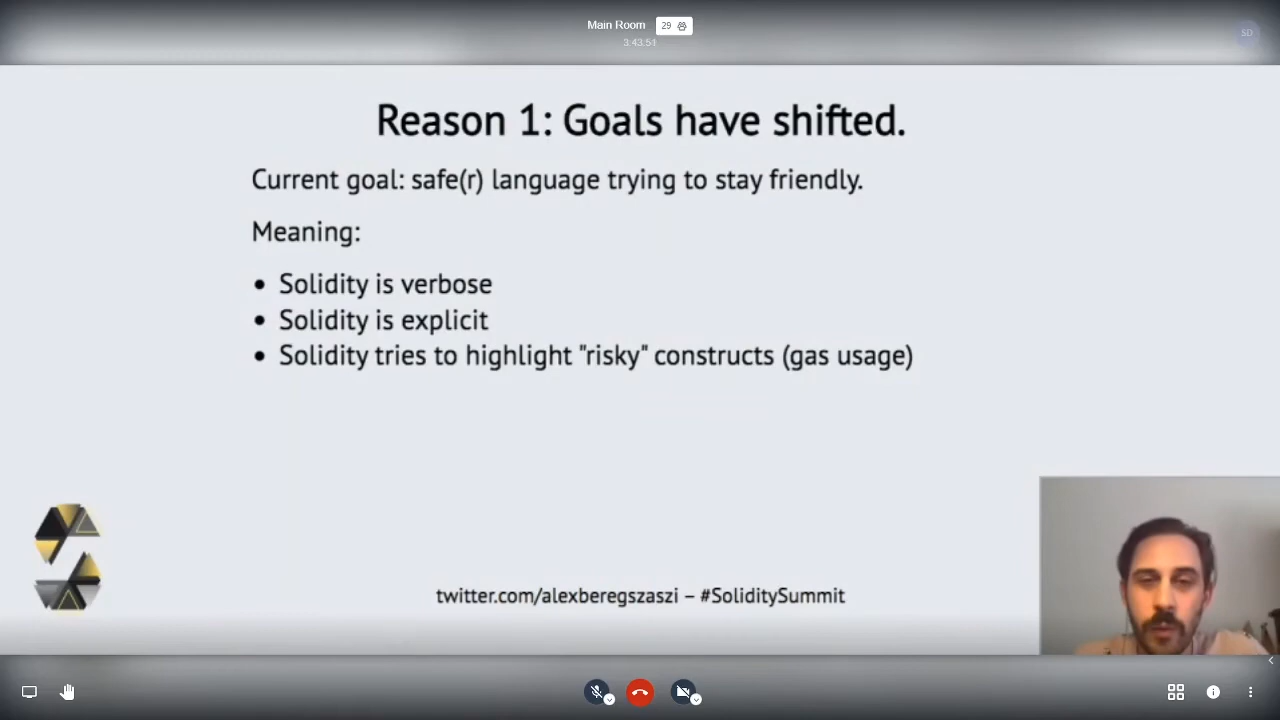 Main Room 29
3:43:51
SD
Reason 1: Goals have shifted.
Current goal: safe(r) language trying to stay friendly.
Meaning:
• Solidity is verbose
• Solidity is explicit
• Solidity tries to highlight "risky" constructs (gas usage)
twitter.com/alexberegszaszi – #SoliditySummit